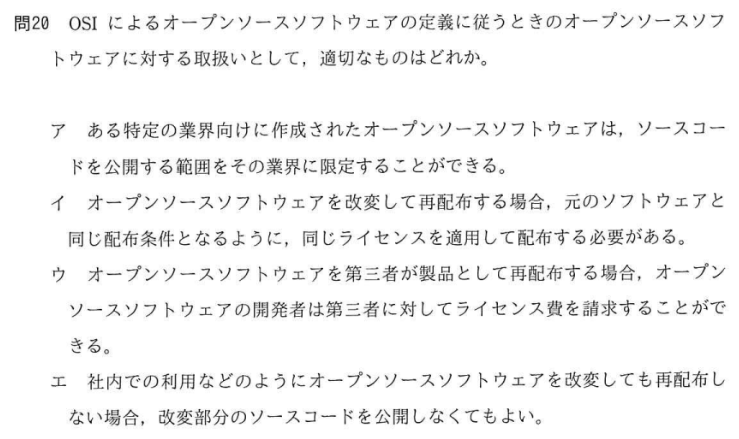 問20 OSI によるオープンソースソフトウェアの定義に従うときのオープンソースソフ
トウェアに対する取扱いとして，適切なものはどれか。
ア ある特定の業界向けに作成されたオープンソースソフトウェアは，ソースコー
ドを公開する範囲をその業界に限定することができる。
イ オープンソースソフトウェアを改変して再配布する場合，元のソフトウェアと
同じ配布条件となるように，同じライセンスを適用して配布する必要がある。
ウ オープンソースソフトウェアを第三者が製品として再配布する場合，オープン
ソースソフトウェアの開発者は第三者に対してライセンス費を請求することがで
きる。
エ 社内での利用などのようにオープンソースソフトウェアを改変しても再配布し
ない場合，改変部分のソースコードを公開しなくてもよい。